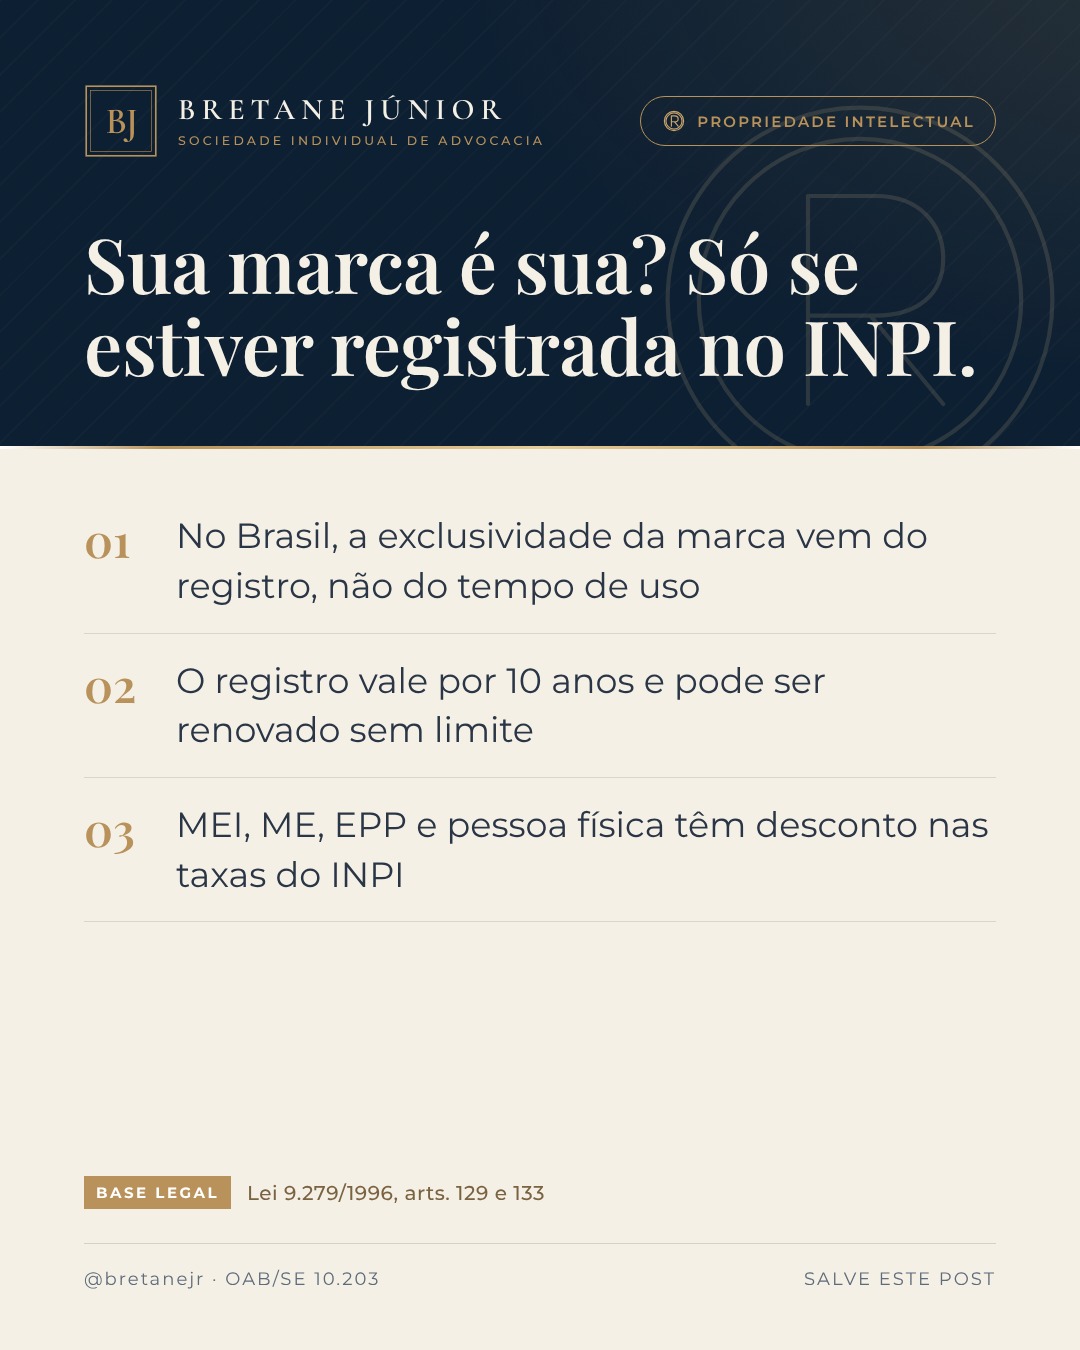 BJ
BRETANE JÚNIOR
SOCIEDADE INDIVIDUAL DE ADVOCACIA
® PROPRIEDADE INTELECTUAL
Sua marca é sua? Só se
estiver registrada no INPI.
01 No Brasil, a exclusividade da marca vem do
registro, não do tempo de uso
02 O registro vale por 10 anos e pode ser
renovado sem limite
03 MEI, ME, EPP e pessoa física têm desconto nas
taxas do INPI
BASE LEGAL Lei 9.279/1996, arts. 129 e 133
@bretanejr · OAB/SE 10.203
SALVE ESTE POST